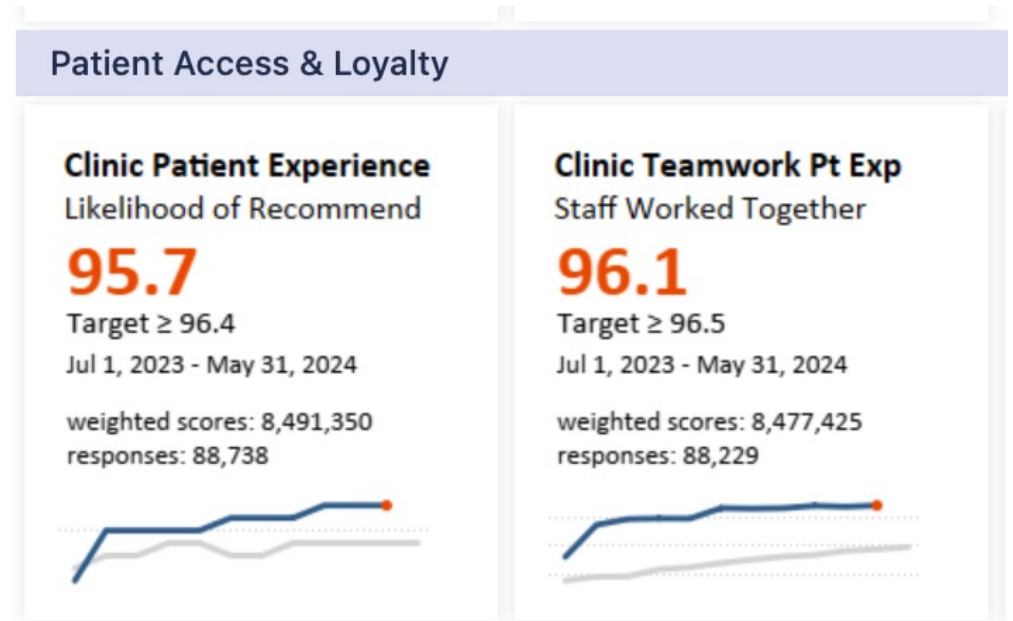 Patient Access & Loyalty
Clinic Patient Experience
Likelihood of Recommend
95.7
Target ≥ 96.4
Jul 1, 2023 - May 31, 2024
weighted scores: 8,491,350
responses: 88,738
Clinic Teamwork Pt Exp
Staff Worked Together
96.1
Target ≥ 96.5
Jul 1, 2023 - May 31, 2024
weighted scores: 8,477,425
responses: 88,229